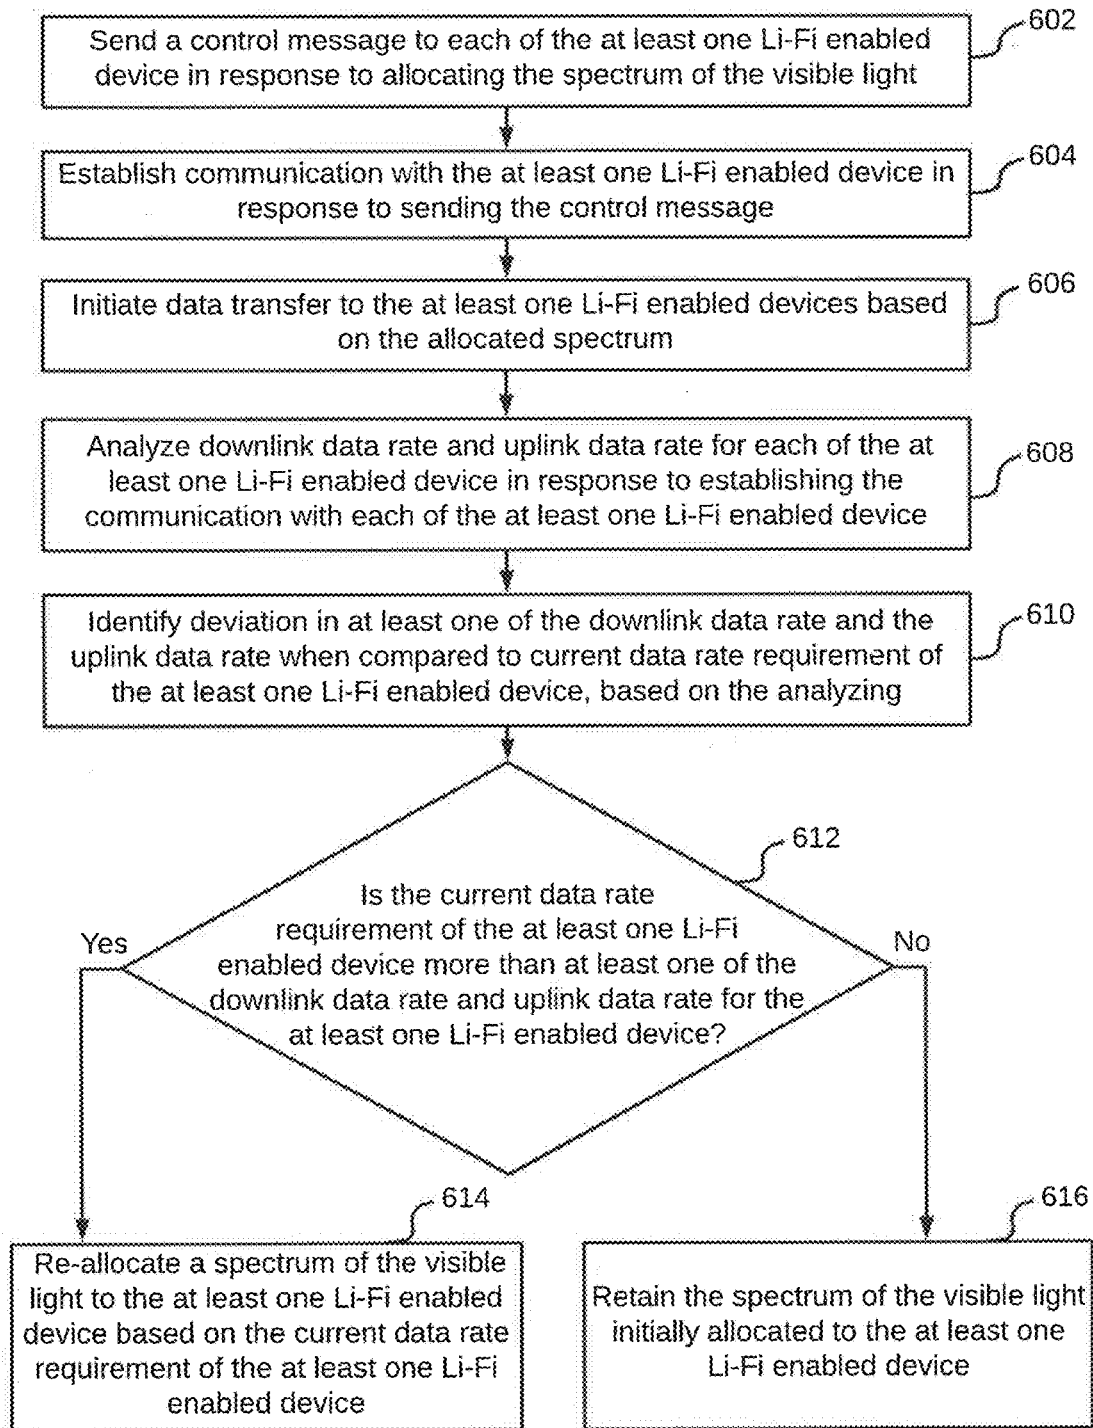 602
Send a control message to each of the at least one Li-Fi enabled
device in response to allocating the spectrum of the visible light
604
Establish communication with the at least one Li-Fi enabled device in
response to sending the control message
606
Initiate data transfer to the at least one Li-Fi enabled devices based
on the allocated spectrum
608
Analyze downlink data rate and uplink data rate for each of the at
least one Li-Fi enabled device in response to establishing the
communication with each of the at least one Li-Fi enabled device
610
Identify deviation in at least one of the downlink data rate and the
uplink data rate when compared to current data rate requirement of
the at least one Li-Fi enabled device, based on the analyzing
612
Is the current data rate
requirement of the at least one Li-Fi
enabled device more than at least one of the
downlink data rate and uplink data rate for the
at least one Li-Fi enabled device?
Yes
No
614
Re-allocate a spectrum of the visible
light to the at least one Li-Fi enabled
device based on the current data rate
requirement of the at least one Li-Fi
enabled device
616
Retain the spectrum of the visible light
initially allocated to the at least one
Li-Fi enabled device